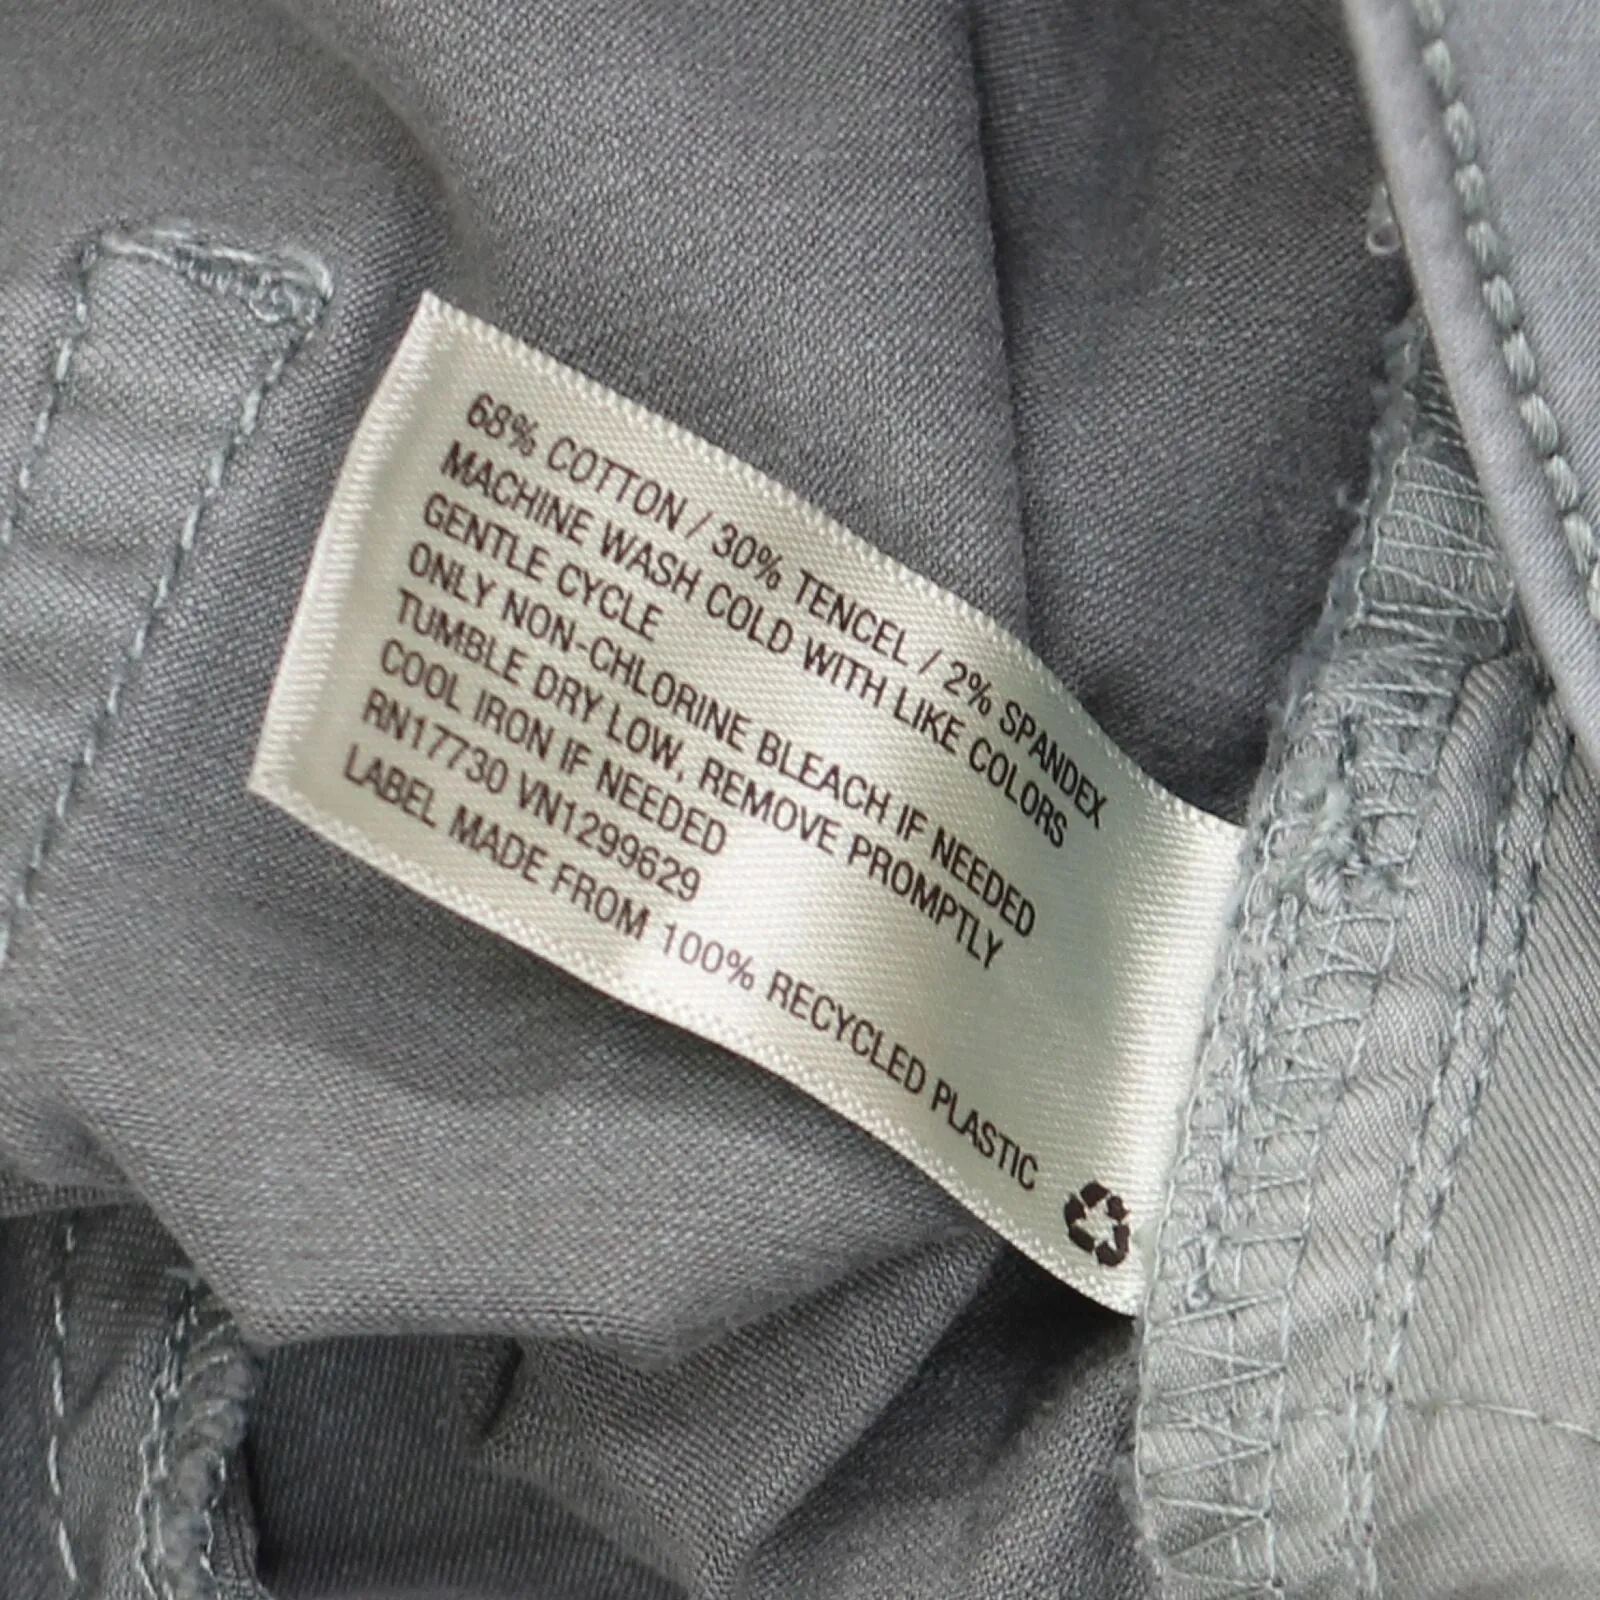 68% COTTON / 30% TENCEL / 2% SPANDEX
MACHINE WASH COLD WITH LIKE COLORS
GENTLE CYCLE
ONLY NON-CHLORINE BLEACH IF NEEDED
TUMBLE DRY LOW, REMOVE PROMPTLY
COOL IRON IF NEEDED
RN17730 VN1299629
LABEL MADE FROM 100% RECYCLED PLASTIC